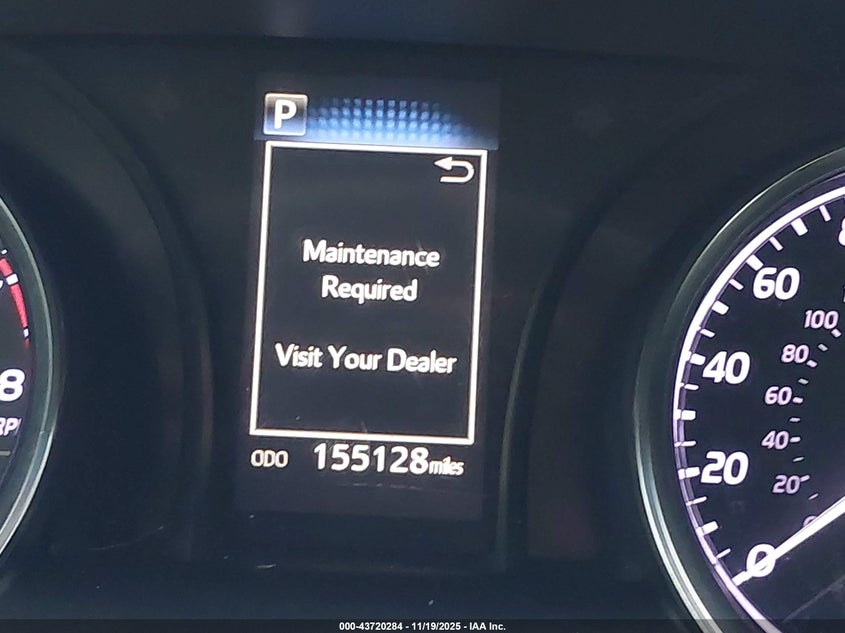 P
Maintenance
Required
Visit Your Dealer
ODO 155128 miles
8
60
40
20
0
100
80
60
40
20
000-43720284 - 11/19/2025 - IAA Inc.